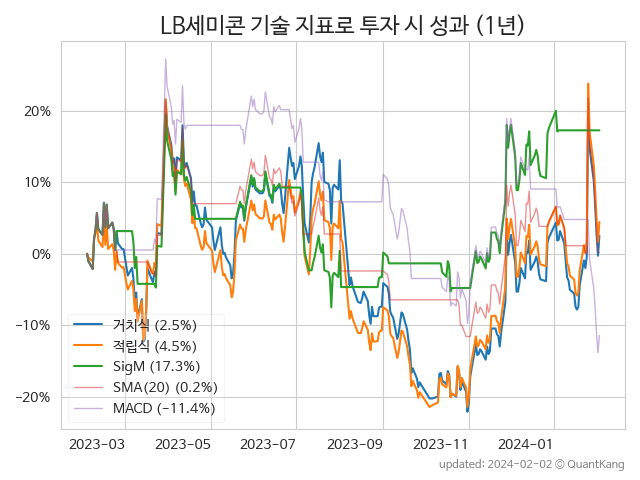 LB세미콘 기술 지표로 투자 시 성과 (1년)
20%
10%
0%
−10%
−20%
거치식 (2.5%)
적립식 (4.5%)
SigM (17.3%)
SMA(20) (0.2%)
MACD (−11.4%)
2023-03
2023-05
2023-07
2023-09
2023-11
2024-01
updated: 2024-02-02 © QuantKang